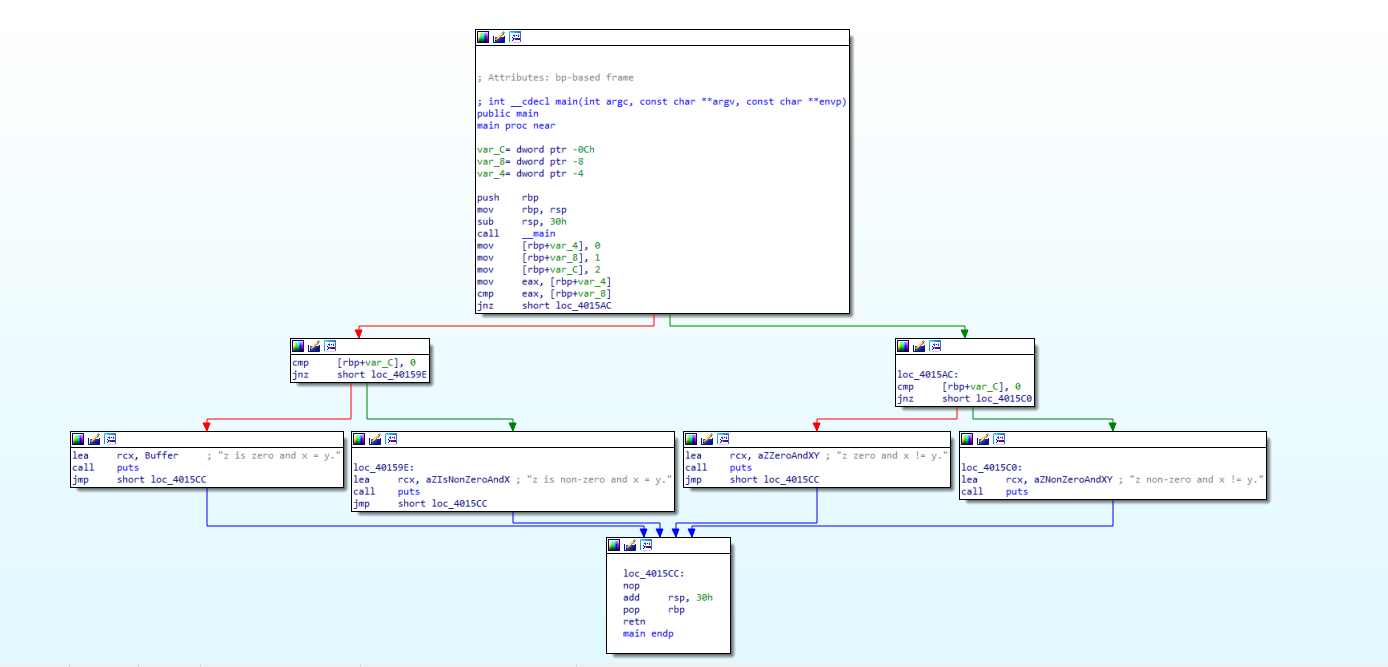 ; Attributes: bp-based frame
; int __cdecl main(int argc, const char **argv, const char **envp)
public main
main proc near
var_C= dword ptr -0Ch
var_8= dword ptr -8
var_4= dword ptr -4
push rbp
mov rbp, rsp
sub rsp, 30h
call __main
mov [rbp+var_4], 0
mov [rbp+var_8], 1
mov [rbp+var_C], 2
mov eax, [rbp+var_4]
cmp eax, [rbp+var_8]
jnz short loc_4015AC
cmp [rbp+var_C], 0
jnz short loc_40159E
loc_4015AC:
cmp [rbp+var_C], 0
jnz short loc_4015C0
lea rcx, Buffer ; "z is zero and x = y."
call puts
jmp short loc_4015CC
loc_40159E:
lea rcx, aZIsNonZeroAndX ; "z is non-zero and x = y."
call puts
jmp short loc_4015CC
lea rcx, aZZeroAndXY ; "z zero and x != y."
call puts
jmp short loc_4015CC
loc_4015C0:
lea rcx, aZNonZeroAndXY ; "z non-zero and x != y."
call puts
loc_4015CC:
nop
add rsp, 30h
pop rbp
retn
main endp